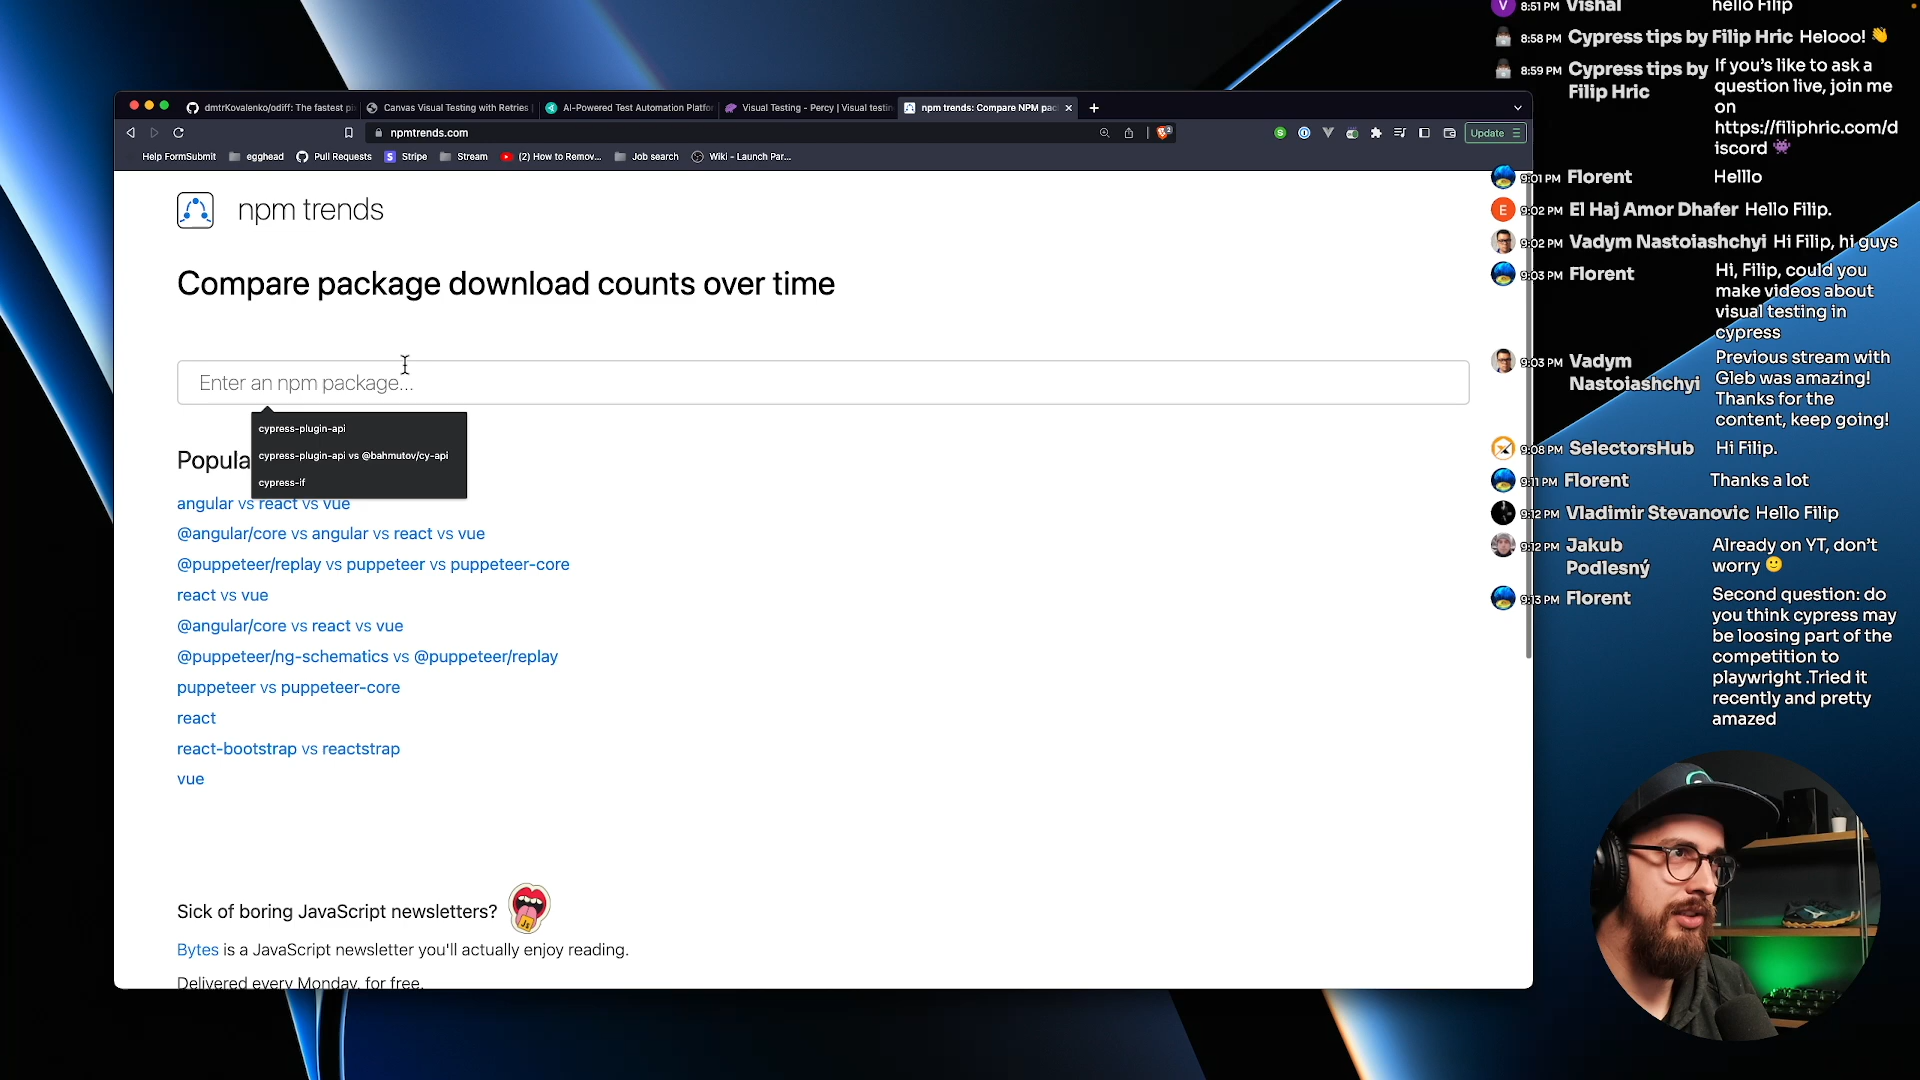 dmtrKovalenko/odiff: The fastest pi
Canvas Visual Testing with Retries
AI-Powered Test Automation Platfor
Visual Testing - Percy | Visual testin
npm trends: Compare NPM pac
npmtrends.com
Update
Help FormSubmit
egghead
Pull Requests
Stripe
Stream
(2) How to Remov...
Job search
Wiki - Launch Par...
npm trends
Compare package download counts over time
Enter an npm package...
cypress-plugin-api
cypress-plugin-api vs @bahmutov/cy-api
cypress-if
Popula
angular vs react vs vue
@angular/core vs angular vs react vs vue
@puppeteer/replay vs puppeteer vs puppeteer-core
react vs vue
@angular/core vs react vs vue
@puppeteer/ng-schematics vs @puppeteer/replay
puppeteer vs puppeteer-core
react
react-bootstrap vs reactstrap
vue
Sick of boring JavaScript newsletters?
JS
Bytes is a JavaScript newsletter you'll actually enjoy reading.
Delivered every Monday, for free.
V 8:51 PM Vishal hello Filip
8:58 PM Cypress tips by Filip Hric Helooo! 👋
8:59 PM Cypress tips by
Filip Hric
If you's like to ask a
question live, join me
on
https://filiphric.com/d
iscord 👾
9:01 PM Florent Helllo
E 9:02 PM El Haj Amor Dhafer Hello Filip.
9:02 PM Vadym Nastoiashchyi Hi Filip, hi guys
9:03 PM Florent
Hi, Filip, could you
make videos about
visual testing in
cypress
9:03 PM Vadym
Nastoiashchyi
Previous stream with
Gleb was amazing!
Thanks for the
content, keep going!
9:08 PM SelectorsHub Hi Filip.
9:11 PM Florent Thanks a lot
9:12 PM Vladimir Stevanovic Hello Filip
9:12 PM Jakub
Podlesný
Already on YT, don't
worry 🙂
9:13 PM Florent
Second question: do
you think cypress may
be loosing part of the
competition to
playwright .Tried it
recently and pretty
amazed